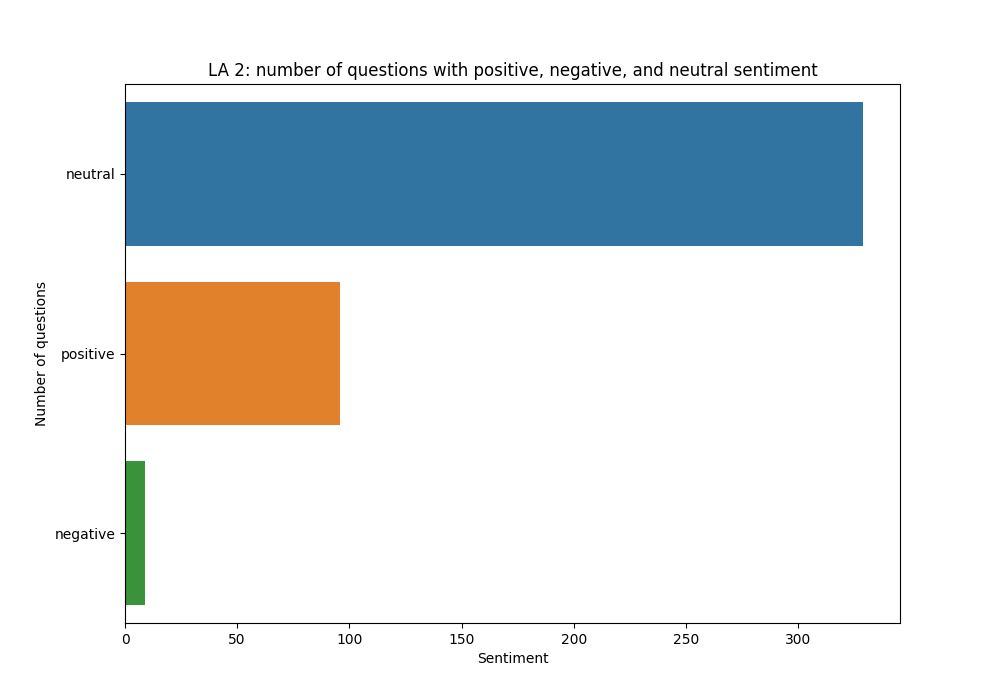 LA 2: number of questions with positive, negative, and neutral sentiment
Number of questions
neutral
positive
negative
0 50 100 150 200 250 300
Sentiment